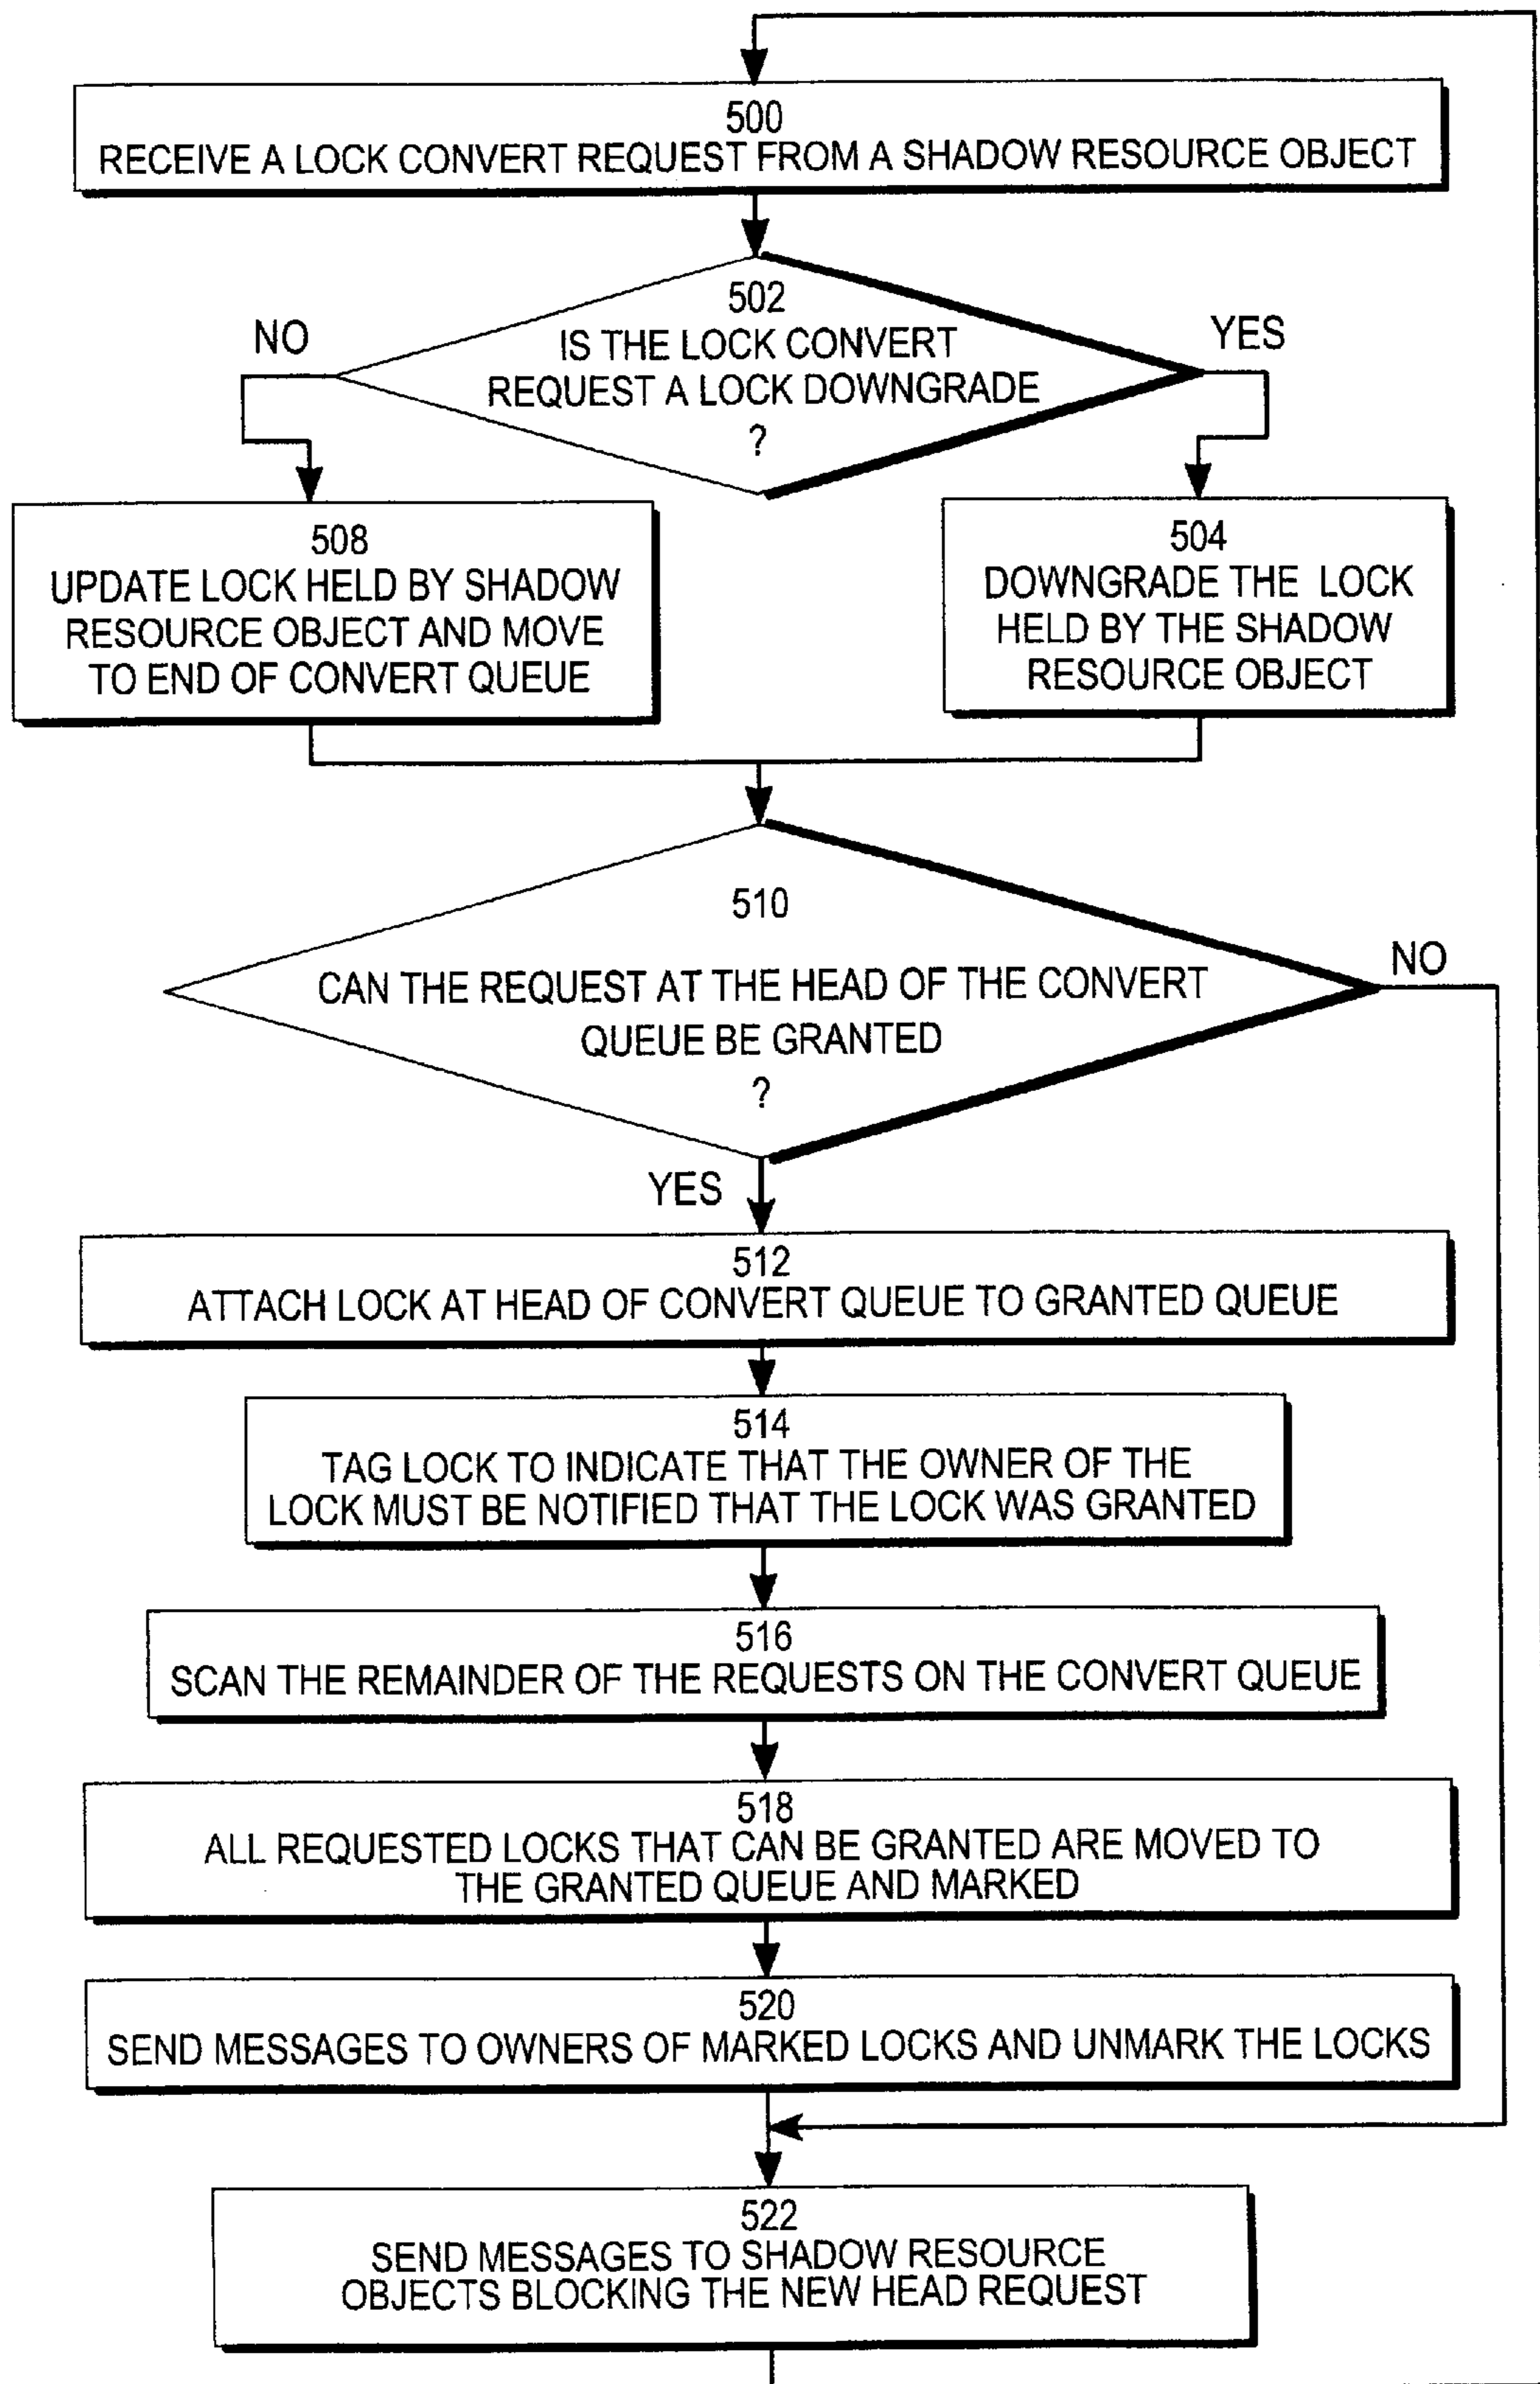 500
RECEIVE A LOCK CONVERT REQUEST FROM A SHADOW RESOURCE OBJECT
502
IS THE LOCK CONVERT
REQUEST A LOCK DOWNGRADE
?
NO
YES
508
UPDATE LOCK HELD BY SHADOW
RESOURCE OBJECT AND MOVE
TO END OF CONVERT QUEUE
504
DOWNGRADE THE LOCK
HELD BY THE SHADOW
RESOURCE OBJECT
510
CAN THE REQUEST AT THE HEAD OF THE CONVERT
QUEUE BE GRANTED
?
NO
YES
512
ATTACH LOCK AT HEAD OF CONVERT QUEUE TO GRANTED QUEUE
514
TAG LOCK TO INDICATE THAT THE OWNER OF THE
LOCK MUST BE NOTIFIED THAT THE LOCK WAS GRANTED
516
SCAN THE REMAINDER OF THE REQUESTS ON THE CONVERT QUEUE
518
ALL REQUESTED LOCKS THAT CAN BE GRANTED ARE MOVED TO
THE GRANTED QUEUE AND MARKED
520
SEND MESSAGES TO OWNERS OF MARKED LOCKS AND UNMARK THE LOCKS
522
SEND MESSAGES TO SHADOW RESOURCE
OBJECTS BLOCKING THE NEW HEAD REQUEST